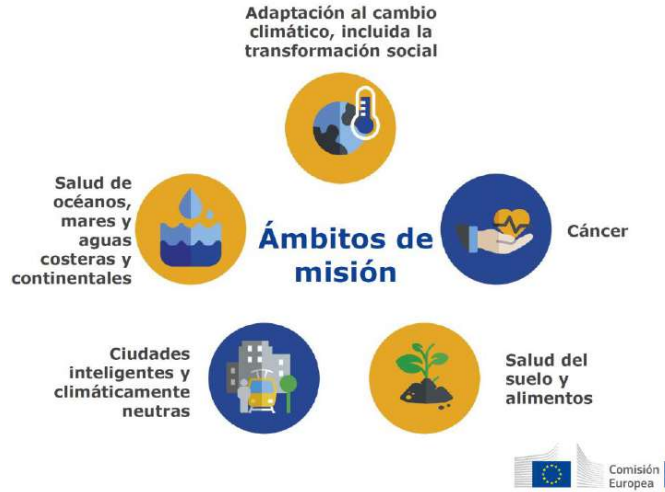 Adaptación al cambio
climático, incluida la
transformación social
Salud de
océanos,
mares y
aguas
costeras y
continentales
Ámbitos de
misión
Cáncer
Ciudades
inteligentes y
climáticamente
neutras
Salud del
suelo y
alimentos
Comisión
Europea